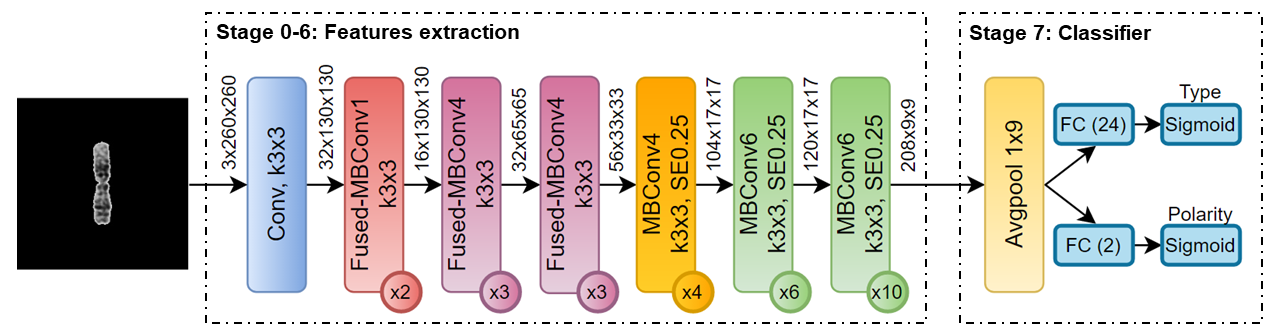 Stage 0-6: Features extraction
Stage 7: Classifier
3x260x260
Conv, k3x3
32x130x130
Fused-MBConv1
k3x3
x2
16x130x130
Fused-MBConv4
k3x3
x3
32x65x65
Fused-MBConv4
k3x3
x3
56x33x33
MBConv4
k3x3, SE0.25
x4
104x17x17
MBConv6
k3x3, SE0.25
x6
120x17x17
MBConv6
k3x3, SE0.25
x10
208x9x9
Avgpool 1x9
FC (24)
Type
Sigmoid
FC (2)
Polarity
Sigmoid